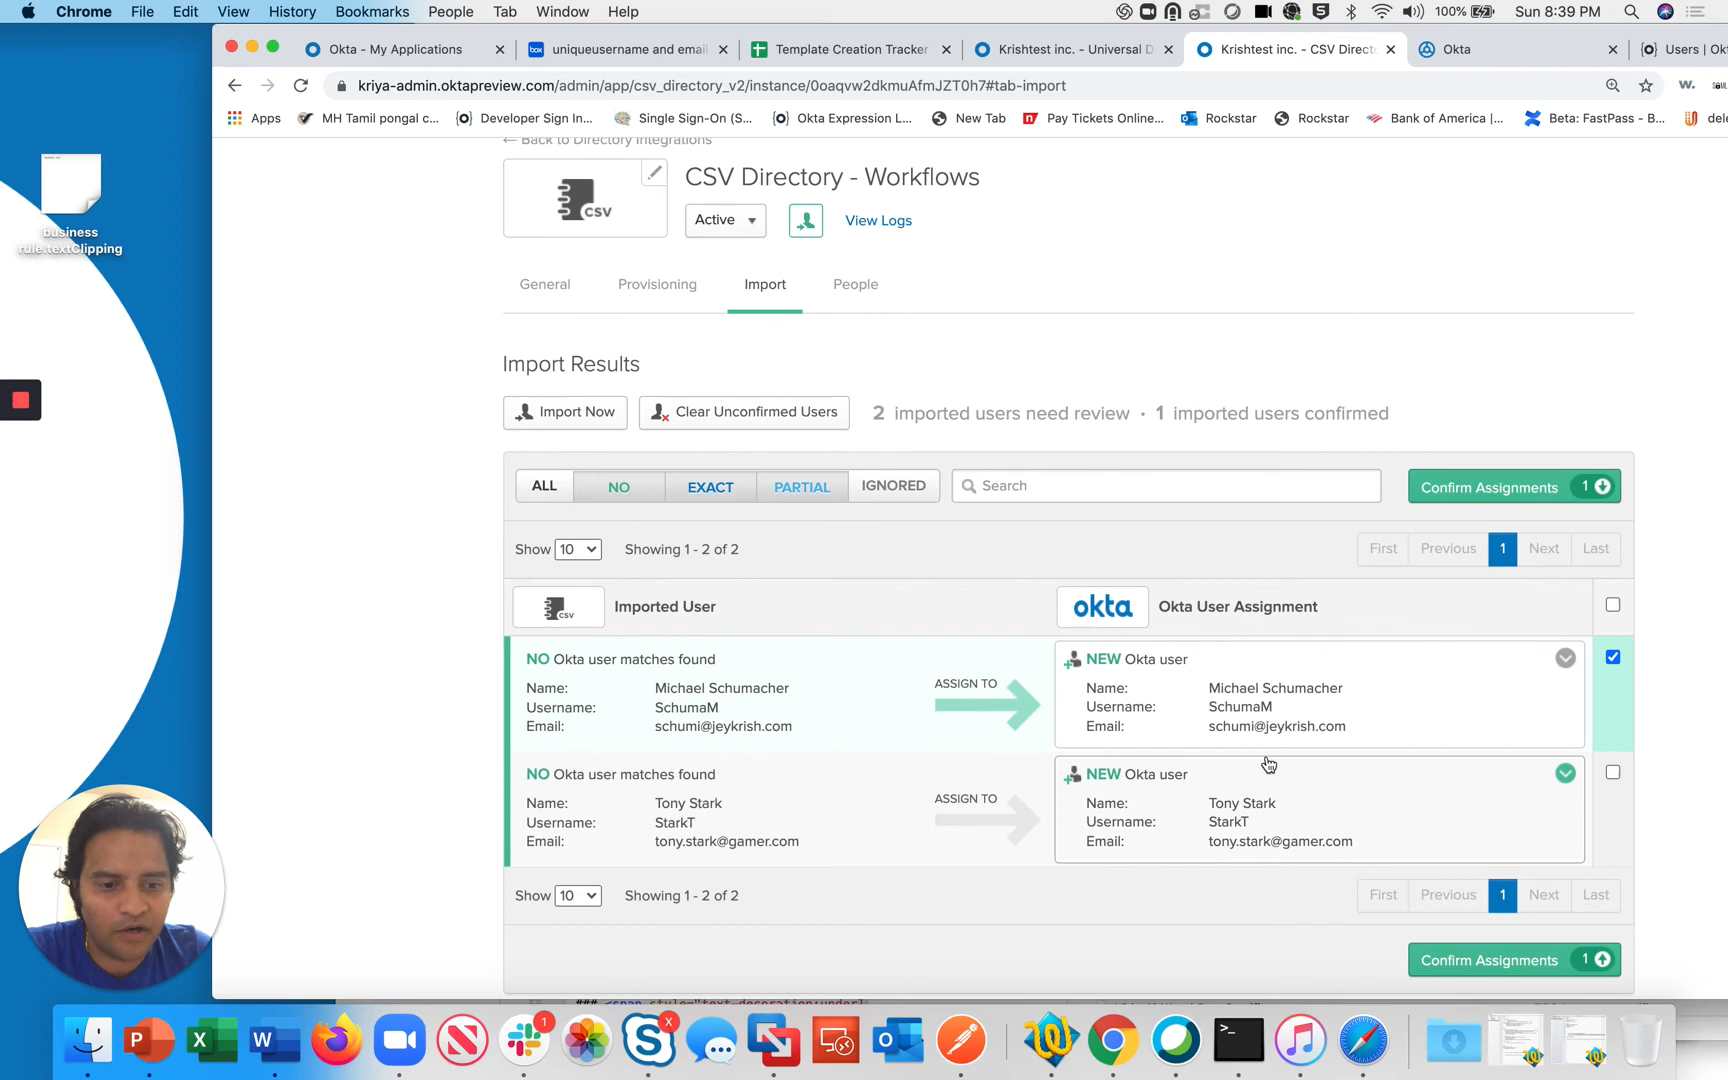 Chrome File Edit View History Bookmarks People Tab Window Help 100% Sun 8:39 PM
Okta - My Applications uniqueusername and email Template Creation Tracker Krishtest inc. - Universal D Krishtest inc. - CSV Direct Okta Users | Ok
kriya-admin.oktapreview.com/admin/app/csv_directory_v2/instance/0oaqvw2dkmuAfmJZT0h7#tab-import
Apps MH Tamil pongal c... Developer Sign In... Single Sign-On (S... Okta Expression L... New Tab Pay Tickets Online... Rockstar Rockstar Bank of America |... Beta: FastPass - B... dele
← Back to Directory Integrations
CSV
CSV Directory - Workflows
Active View Logs
business
rule.textClipping
General Provisioning Import People
Import Results
Import Now Clear Unconfirmed Users 2 imported users need review · 1 imported users confirmed
ALL NO EXACT PARTIAL IGNORED Search Confirm Assignments 1
Show 10 Showing 1 - 2 of 2 First Previous 1 Next Last
CSV Imported User okta Okta User Assignment
NO Okta user matches found NEW Okta user
ASSIGN TO
Name: Michael Schumacher Name: Michael Schumacher
Username: SchumaM Username: SchumaM
Email: schumi@jeykrish.com Email: schumi@jeykrish.com
NO Okta user matches found NEW Okta user
ASSIGN TO
Name: Tony Stark Name: Tony Stark
Username: StarkT Username: StarkT
Email: tony.stark@gamer.com Email: tony.stark@gamer.com
Show 10 Showing 1 - 2 of 2 First Previous 1 Next Last
Confirm Assignments 1
### <span style="text-decoration:underl